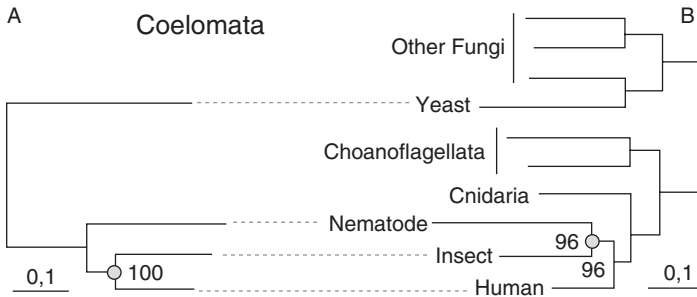 A
Coelomata
B
Other Fungi
Yeast
Choanoflagellata
Cnidaria
Nematode
96
Insect
100
96
0,1
Human
0,1